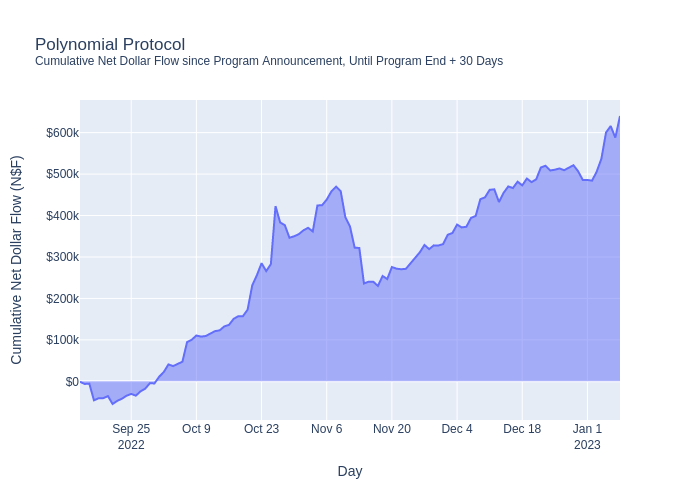 Polynomial Protocol
Cumulative Net Dollar Flow since Program Announcement, Until Program End + 30 Days
Cumulative Net Dollar Flow (N$F)
$600k
$500k
$400k
$300k
$200k
$100k
$0
Sep 25
2022
Oct 9
Oct 23
Nov 6
Nov 20
Dec 4
Dec 18
Jan 1
2023
Day